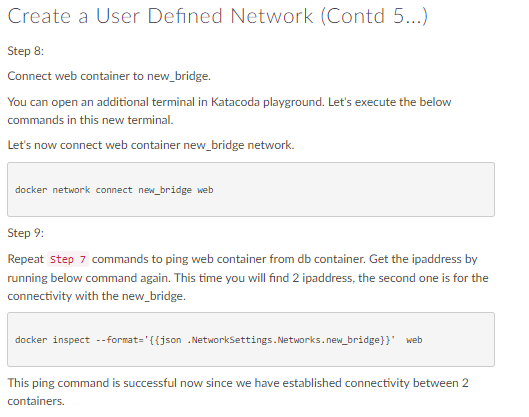 Create a User Defined Network (Contd 5...)
Step 8:
Connect web container to new_bridge.
You can open an additional terminal in Katacoda playground. Let's execute the below
commands in this new terminal.
Let's now connect web container new_bridge network.
docker network connect new_bridge web
Step 9:
Repeat Step 7 commands to ping web container from db container. Get the ipaddress by
running below command again. This time you will find 2 ipaddress, the second one is for the
connectivity with the new_bridge.
docker inspect --format='{{json .NetworkSettings.Networks.new_bridge}}'  web
This ping command is successful now since we have established connectivity between 2
containers.